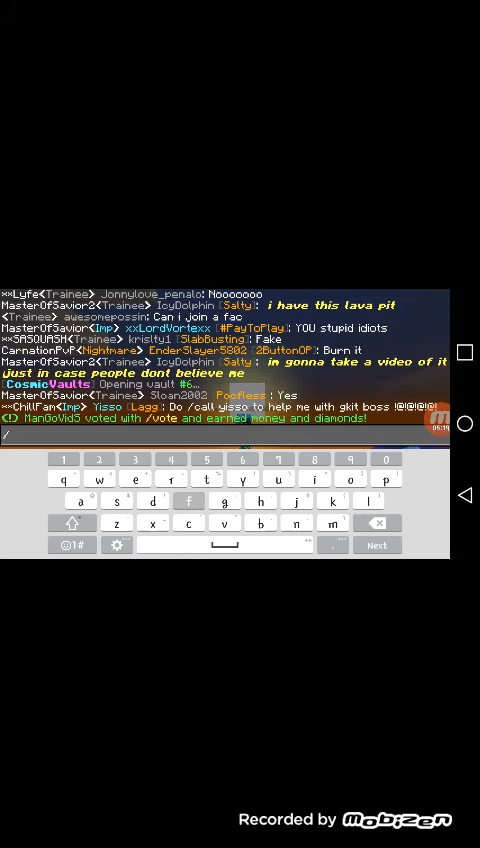 **Lyfe<Trainee> Jonnylove_penalo: Nooooooo
MasterOfSavior2<Trainee> IcyDolphin [Salty]: i have this lava pit
<Trainee> awesomepossin: Can i join a fac
MasterOfSavior<Imp> xxLordVortexx [#PayToPlay]: YOU stupid idiots
**SASQUASH<Trainee> kristy1 [SlabBusting]: Fake
CarnationPvP<Nightmare> EnderSlayer5802 [2ButtonOP]: Burn it
MasterOfSavior2<Trainee> IcyDolphin [Salty]: im gonna take a video of it
just in case people dont believe me
[CosmicVaults] Opening vault #6...
MasterOfSavior<Trainee> Sloan2002 [Poofless]: Yes
**ChillFam<Imp> Yisso [Lagg]: Do /call yisso to help me with gkit boss !@!@!@!@!
(!) ManGoVid5 voted with /vote and earned money and diamonds!
05:19
/
1 2 3 4 5 6 7 8 9 0
q w e r t y u i o p
a s d f g h j k l
z x c v b n m
☺1# . Next
Recorded by MOBIZEN